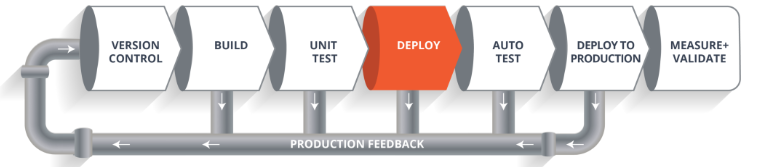 VERSION
CONTROL
BUILD
UNIT
TEST
DEPLOY
AUTO
TEST
DEPLOY TO
PRODUCTION
MEASURE+
VALIDATE
PRODUCTION FEEDBACK